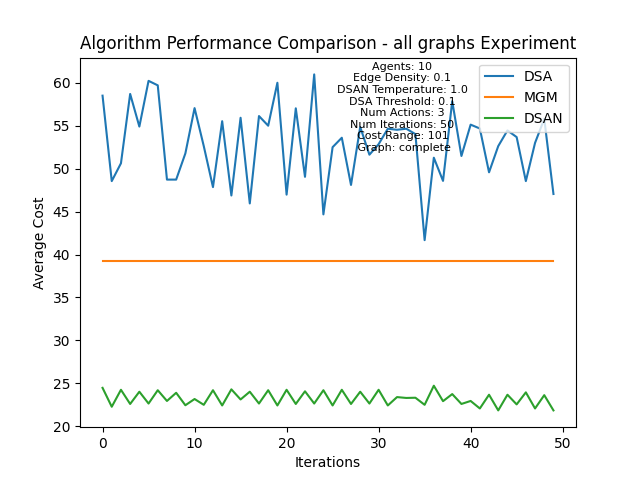 Algorithm Performance Comparison - all graphs Experiment
Agents: 10
Edge Density: 0.1
DSAN Temperature: 1.0
DSA Threshold: 0.1
Num Actions: 3
Num Iterations: 50
Cost Range: 101
Graph: complete
DSA
MGM
DSAN
Average Cost
60
55
50
45
40
35
30
25
20
0
10
20
30
40
50
Iterations